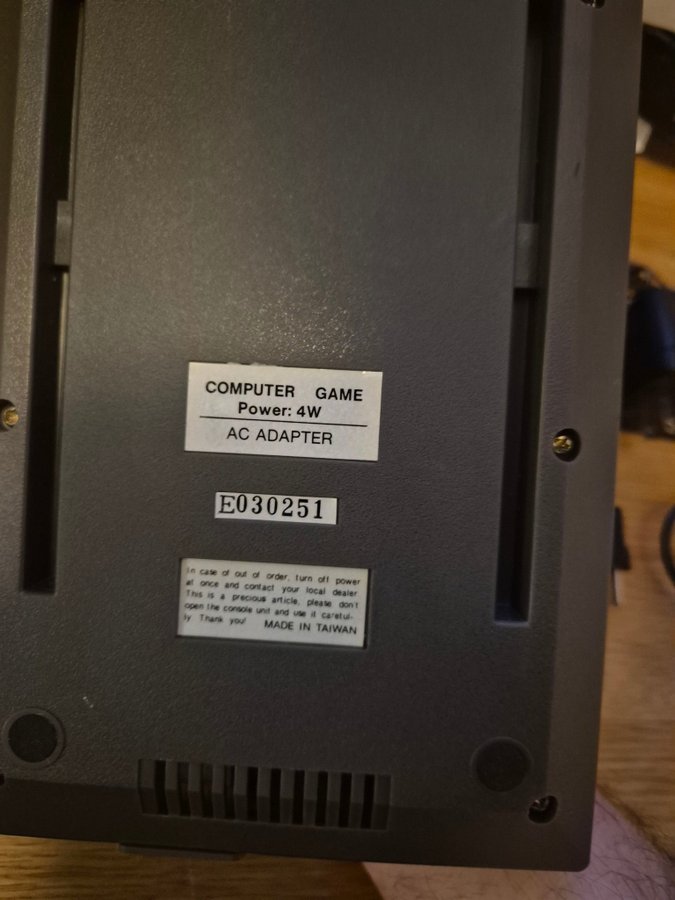 COMPUTER GAME
Power: 4W
AC ADAPTER
E030251
In case of out of order, turn off power
at once and contact your local dealer
This is a precious article, please don't
open the console unit and use it careful-
ly Thank you! MADE IN TAIWAN